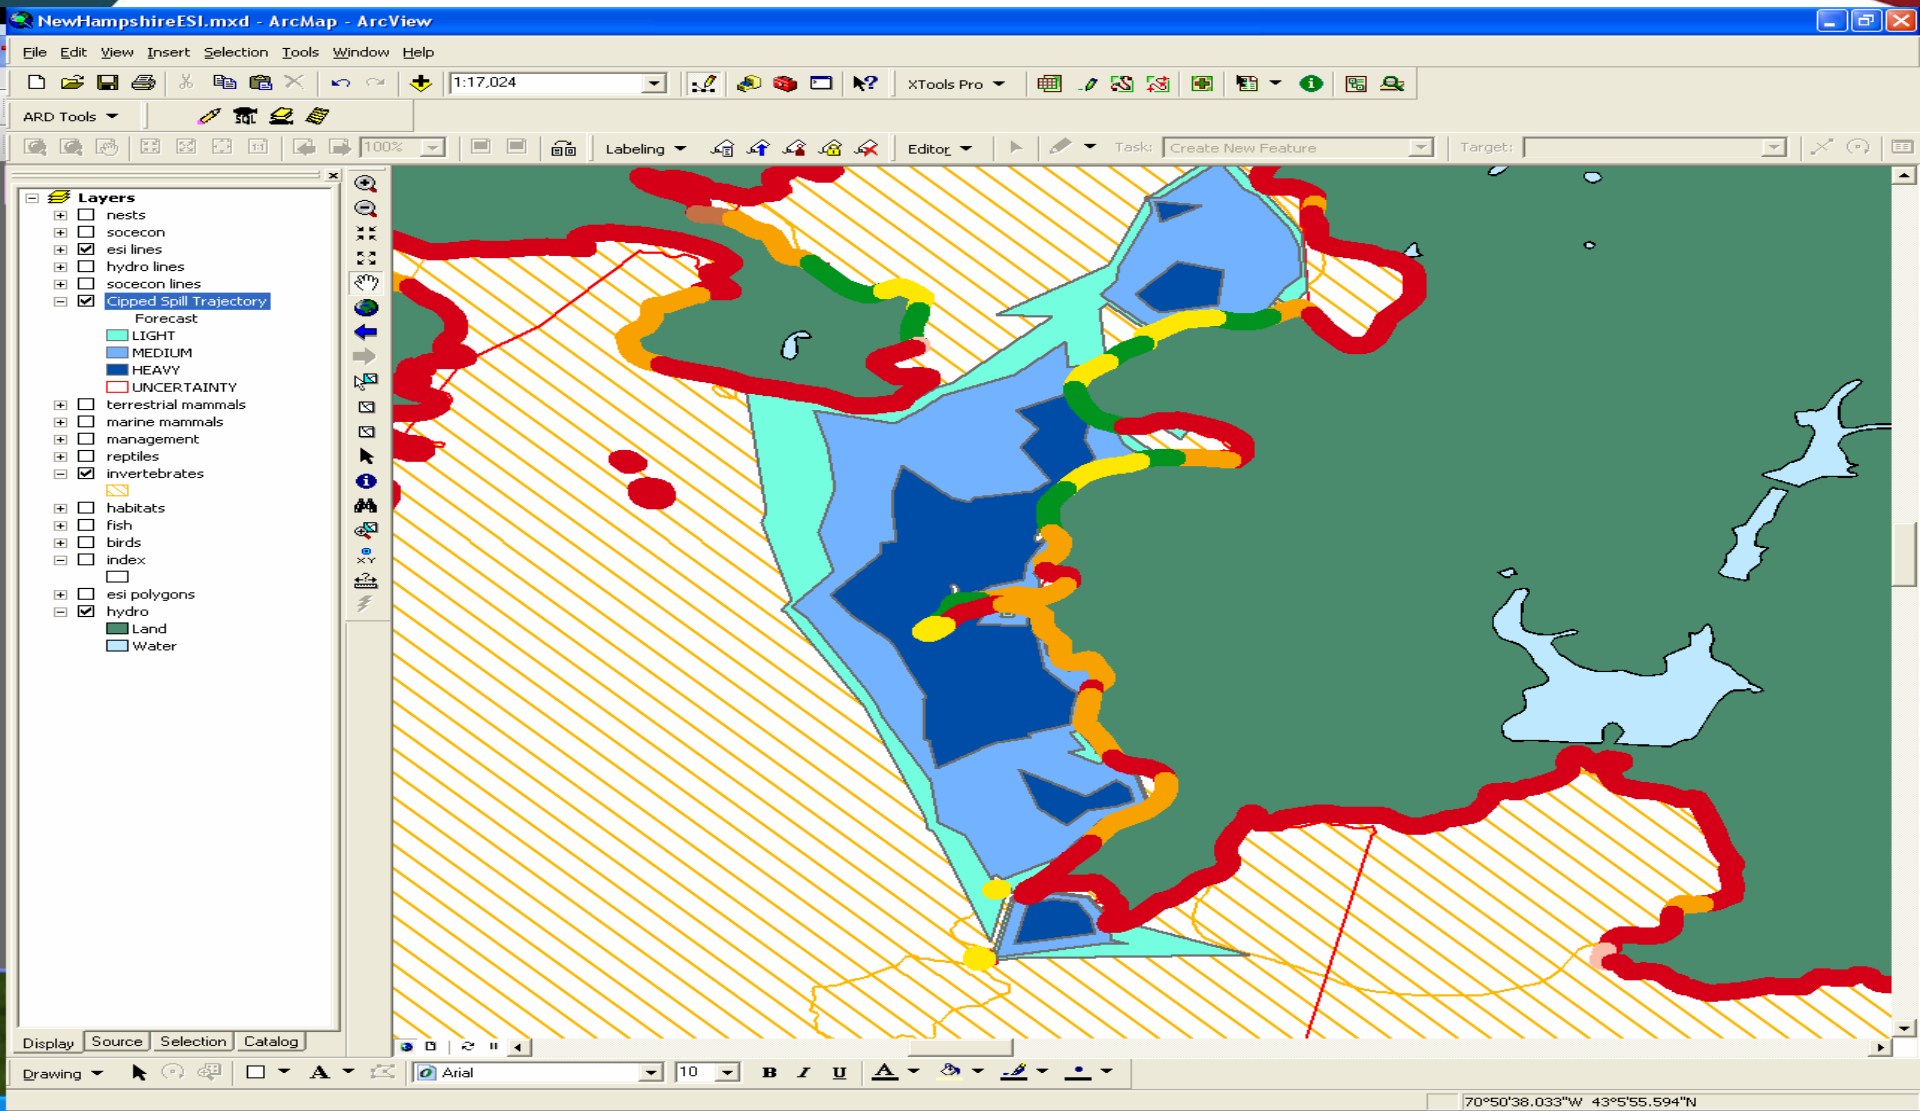 NewHampshireESI.mxd - ArcMap - ArcView
File Edit View Insert Selection Tools Window Help
1:17,024 XTools Pro
ARD Tools SQL
100% Labeling Editor Task: Create New Feature Target:
Layers
nests
socecon
esi lines
hydro lines
socecon lines
Cipped Spill Trajectory
Forecast
LIGHT
MEDIUM
HEAVY
UNCERTAINTY
terrestrial mammals
marine mammals
management
reptiles
invertebrates
habitats
fish
birds
index
esi polygons
hydro
Land
Water
Display Source Selection Catalog
Drawing A Arial 10 B I U A
70°50'38.033"W 43°5'55.594"N